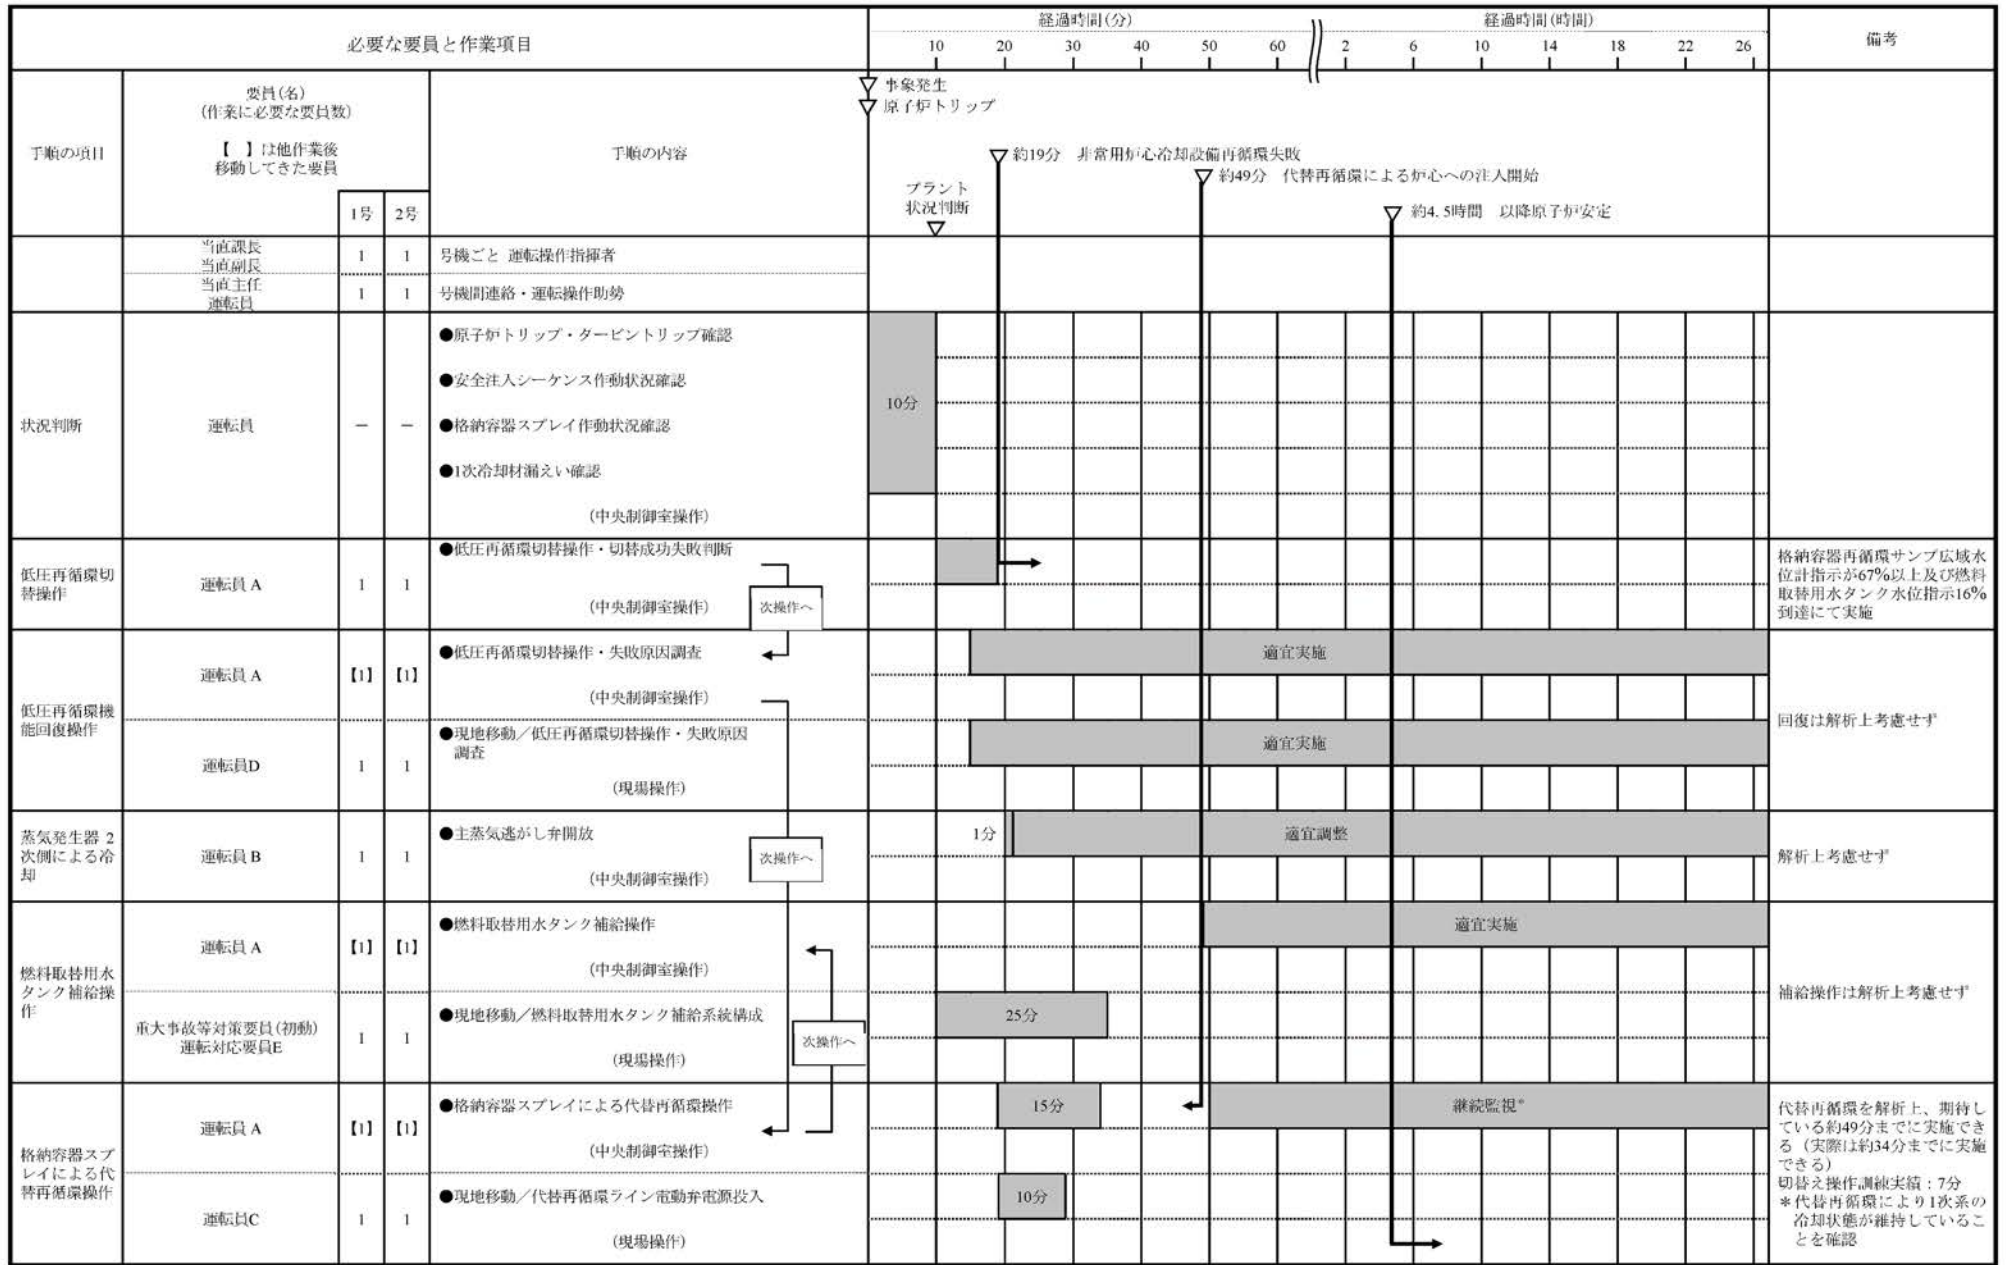 必要な要員と作業項目
経過時間(分)
経過時間(時間)
備考
10 20 30 40 50 60 2 6 10 14 18 22 26
手順の項目
要員(名)
(作業に必要な要員数)
【　】は他作業後
移動してきた要員
1号 2号
手順の内容
事象発生
原子炉トリップ
約19分　非常用炉心冷却設備再循環失敗
約49分　代替再循環による炉心への注入開始
プラント
状況判断
約4.5時間　以降原子炉安定
当直課長
当直副長
1 1
号機ごと 運転操作指揮者
当直主任
運転員
1 1
号機間連絡・運転操作助勢
状況判断
運転員
－ －
●原子炉トリップ・タービントリップ確認
●安全注入シーケンス作動状況確認
●格納容器スプレイ作動状況確認
●1次冷却材漏えい確認
(中央制御室操作)
10分
低圧再循環切
替操作
運転員 A
1 1
●低圧再循環切替操作・切替成功失敗判断
(中央制御室操作)
次操作へ
格納容器再循環サンプ広域水
位計指示が67%以上及び燃料
取替用水タンク水位指示16%
到達にて実施
低圧再循環機
能回復操作
運転員 A
【1】 【1】
●低圧再循環切替操作・失敗原因調査
(中央制御室操作)
適宜実施
運転員D
1 1
●現地移動／低圧再循環切替操作・失敗原因
調査
(現場操作)
適宜実施
回復は解析上考慮せず
蒸気発生器 2
次側による冷
却
運転員 B
1 1
●主蒸気逃がし弁開放
(中央制御室操作)
次操作へ
1分
適宜調整
解析上考慮せず
燃料取替用水
タンク補給操
作
運転員 A
【1】 【1】
●燃料取替用水タンク補給操作
(中央制御室操作)
適宜実施
重大事故等対策要員(初動)
運転対応要員E
1 1
●現地移動／燃料取替用水タンク補給系統構成
(現場操作)
次操作へ
25分
補給操作は解析上考慮せず
格納容器スプ
レイによる代
替再循環操作
運転員 A
【1】 【1】
●格納容器スプレイによる代替再循環操作
(中央制御室操作)
15分
継続監視*
運転員C
1 1
●現地移動／代替再循環ライン電動弁電源投入
(現場操作)
10分
代替再循環を解析上、期待し
ている約49分までに実施でき
る（実際は約34分までに実施
できる）
切替え操作訓練実績：7分
＊代替再循環により1次系の
冷却状態が維持しているこ
とを確認